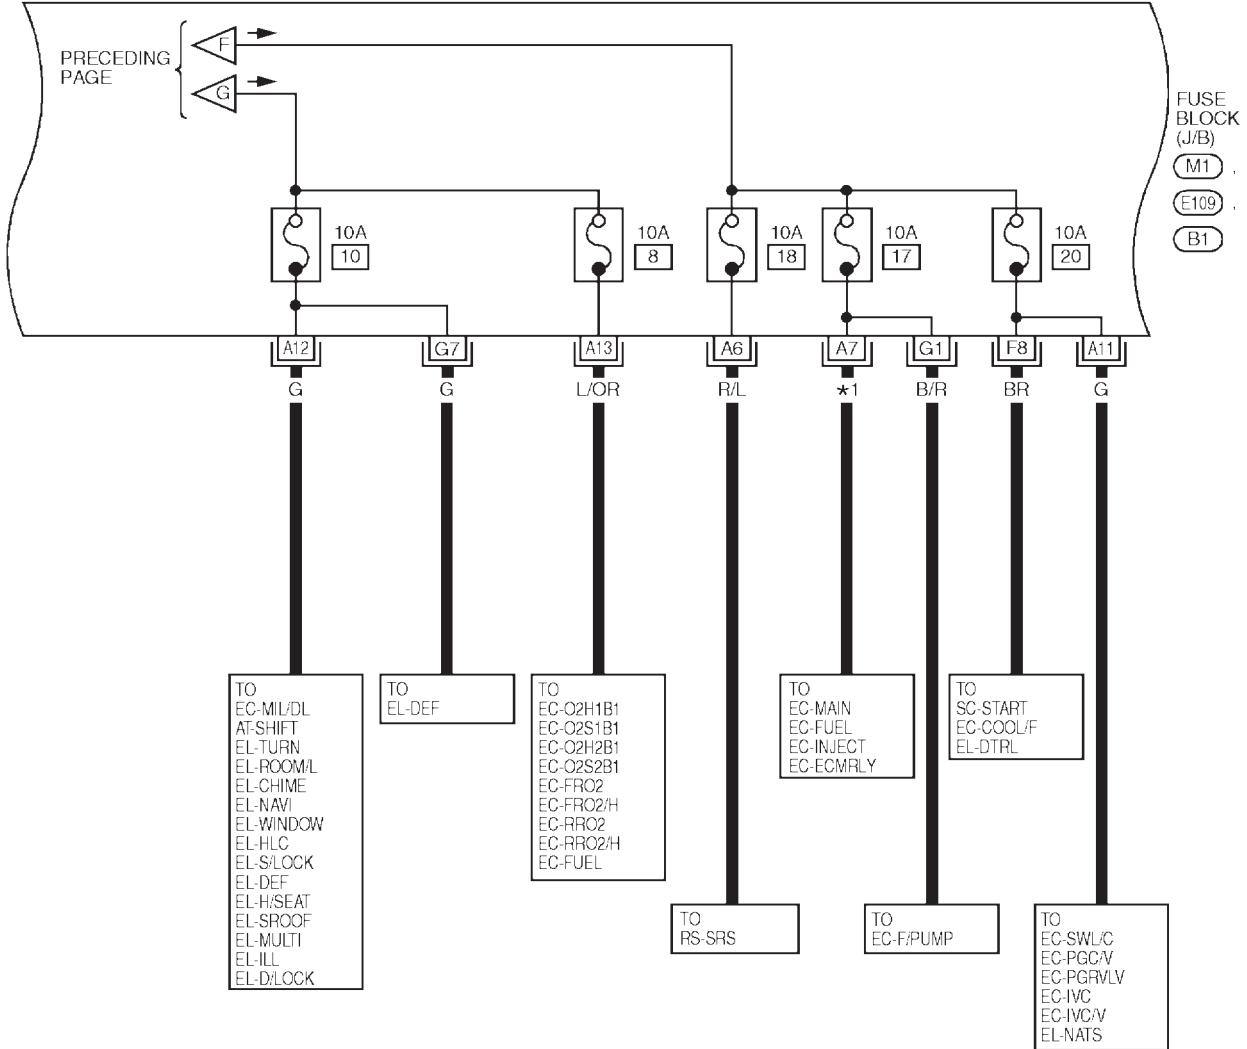 PRECEDING
PAGE
F
G
FUSE
BLOCK
(J/B)
M1 ,
E109 ,
B1
10A
10
10A
8
10A
18
10A
17
10A
20
A12
G7
A13
A6
A7
G1
F8
A11
G
G
L/OR
R/L
★1
B/R
BR
G
TO
EC-MIL/DL
AT-SHIFT
EL-TURN
EL-ROOM/L
EL-CHIME
EL-NAVI
EL-WINDOW
EL-HLC
EL-S/LOCK
EL-DEF
EL-H/SEAT
EL-SROOF
EL-MULTI
EL-ILL
EL-D/LOCK
TO
EL-DEF
TO
EC-O2H1B1
EC-O2S1B1
EC-O2H2B1
EC-O2S2B1
EC-FRO2
EC-FRO2/H
EC-RRO2
EC-RRO2/H
EC-FUEL
TO
RS-SRS
TO
EC-MAIN
EC-FUEL
EC-INJECT
EC-ECMRLY
TO
EC-F/PUMP
TO
SC-START
EC-COOL/F
EL-DTRL
TO
EC-SWL/C
EC-PGC/V
EC-PGRVLV
EC-IVC
EC-IVC/V
EL-NATS